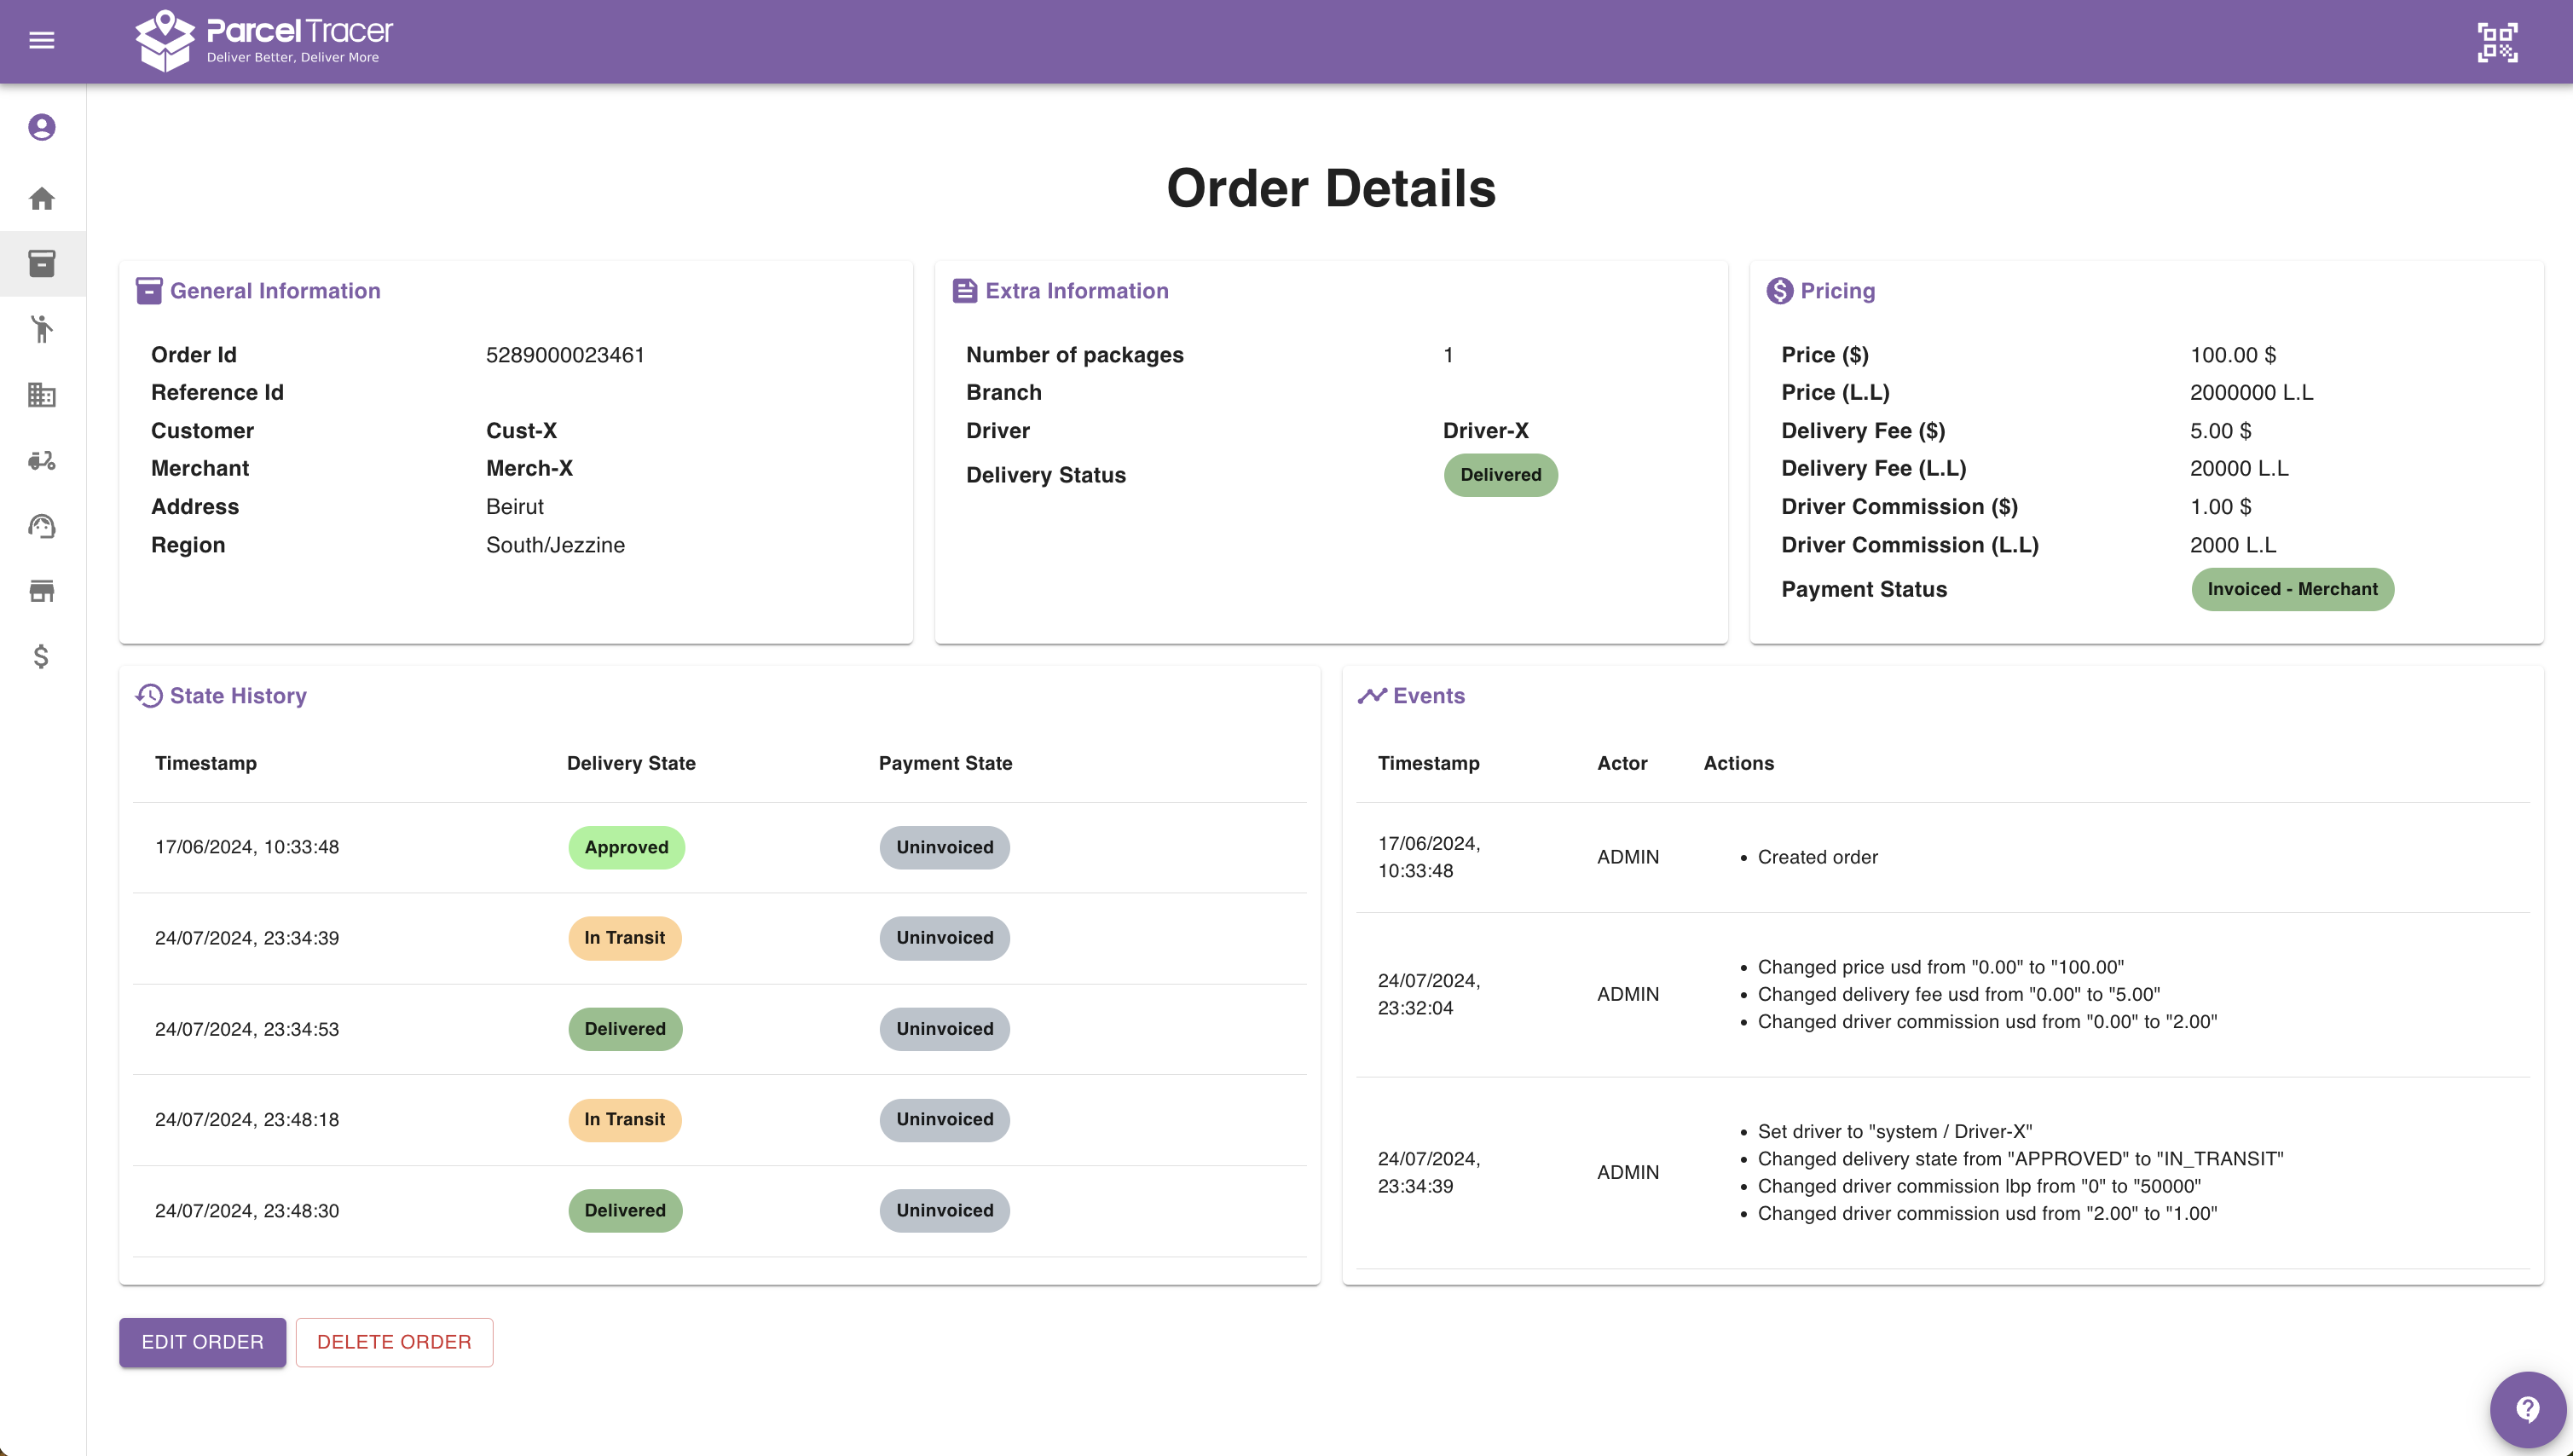 ParcelTracer
Deliver Better, Deliver More
Order Details
General Information
Order Id 5289000023461
Reference Id
Customer Cust-X
Merchant Merch-X
Address Beirut
Region South/Jezzine
Extra Information
Number of packages 1
Branch
Driver Driver-X
Delivery Status Delivered
Pricing
Price ($) 100.00 $
Price (L.L) 2000000 L.L
Delivery Fee ($) 5.00 $
Delivery Fee (L.L) 20000 L.L
Driver Commission ($) 1.00 $
Driver Commission (L.L) 2000 L.L
Payment Status Invoiced - Merchant
State History
Timestamp Delivery State Payment State
17/06/2024, 10:33:48 Approved Uninvoiced
24/07/2024, 23:34:39 In Transit Uninvoiced
24/07/2024, 23:34:53 Delivered Uninvoiced
24/07/2024, 23:48:18 In Transit Uninvoiced
24/07/2024, 23:48:30 Delivered Uninvoiced
Events
Timestamp Actor Actions
17/06/2024,
10:33:48
ADMIN
• Created order
24/07/2024,
23:32:04
ADMIN
• Changed price usd from "0.00" to "100.00"
• Changed delivery fee usd from "0.00" to "5.00"
• Changed driver commission usd from "0.00" to "2.00"
24/07/2024,
23:34:39
ADMIN
• Set driver to "system / Driver-X"
• Changed delivery state from "APPROVED" to "IN_TRANSIT"
• Changed driver commission lbp from "0" to "50000"
• Changed driver commission usd from "2.00" to "1.00"
EDIT ORDER
DELETE ORDER